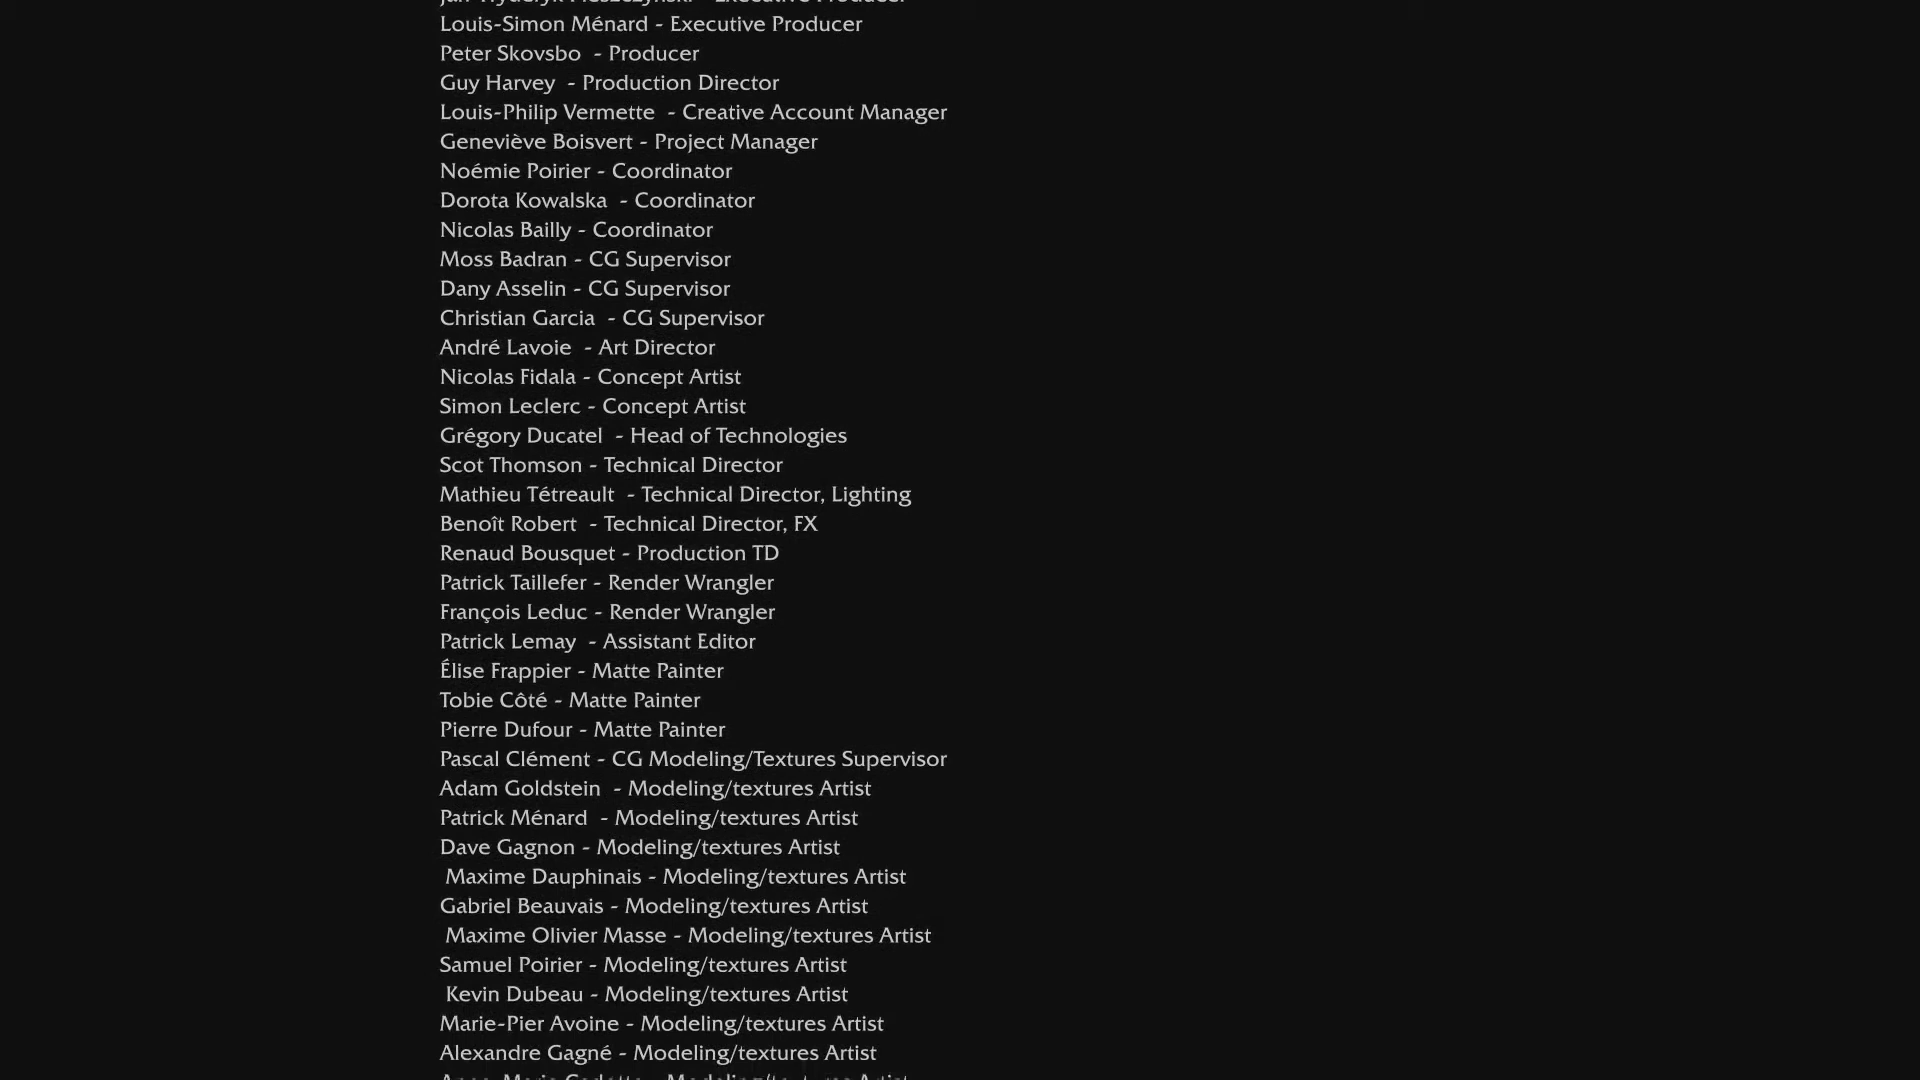 Louis-Simon Ménard - Executive Producer
Peter Skovsbo - Producer
Guy Harvey - Production Director
Louis-Philip Vermette - Creative Account Manager
Geneviève Boisvert - Project Manager
Noémie Poirier - Coordinator
Dorota Kowalska - Coordinator
Nicolas Bailly - Coordinator
Moss Badran - CG Supervisor
Dany Asselin - CG Supervisor
Christian Garcia - CG Supervisor
André Lavoie - Art Director
Nicolas Fidala - Concept Artist
Simon Leclerc - Concept Artist
Grégory Ducatel - Head of Technologies
Scot Thomson - Technical Director
Mathieu Tétreault - Technical Director, Lighting
Benoît Robert - Technical Director, FX
Renaud Bousquet - Production TD
Patrick Taillefer - Render Wrangler
François Leduc - Render Wrangler
Patrick Lemay - Assistant Editor
Élise Frappier - Matte Painter
Tobie Côté - Matte Painter
Pierre Dufour - Matte Painter
Pascal Clément - CG Modeling/Textures Supervisor
Adam Goldstein - Modeling/textures Artist
Patrick Ménard - Modeling/textures Artist
Dave Gagnon - Modeling/textures Artist
Maxime Dauphinais - Modeling/textures Artist
Gabriel Beauvais - Modeling/textures Artist
Maxime Olivier Masse - Modeling/textures Artist
Samuel Poirier - Modeling/textures Artist
Kevin Dubeau - Modeling/textures Artist
Marie-Pier Avoine - Modeling/textures Artist
Alexandre Gagné - Modeling/textures Artist